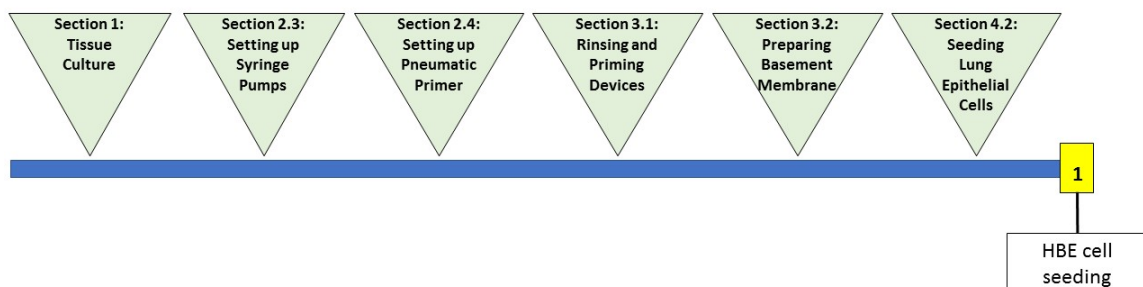 Section 1:
Tissue
Culture
Section 2.3:
Setting up
Syringe
Pumps
Section 2.4:
Setting up
Pneumatic
Primer
Section 3.1:
Rinsing and
Priming
Devices
Section 3.2:
Preparing
Basement
Membrane
Section 4.2:
Seeding
Lung
Epithelial
Cells
1
HBE cell
seeding